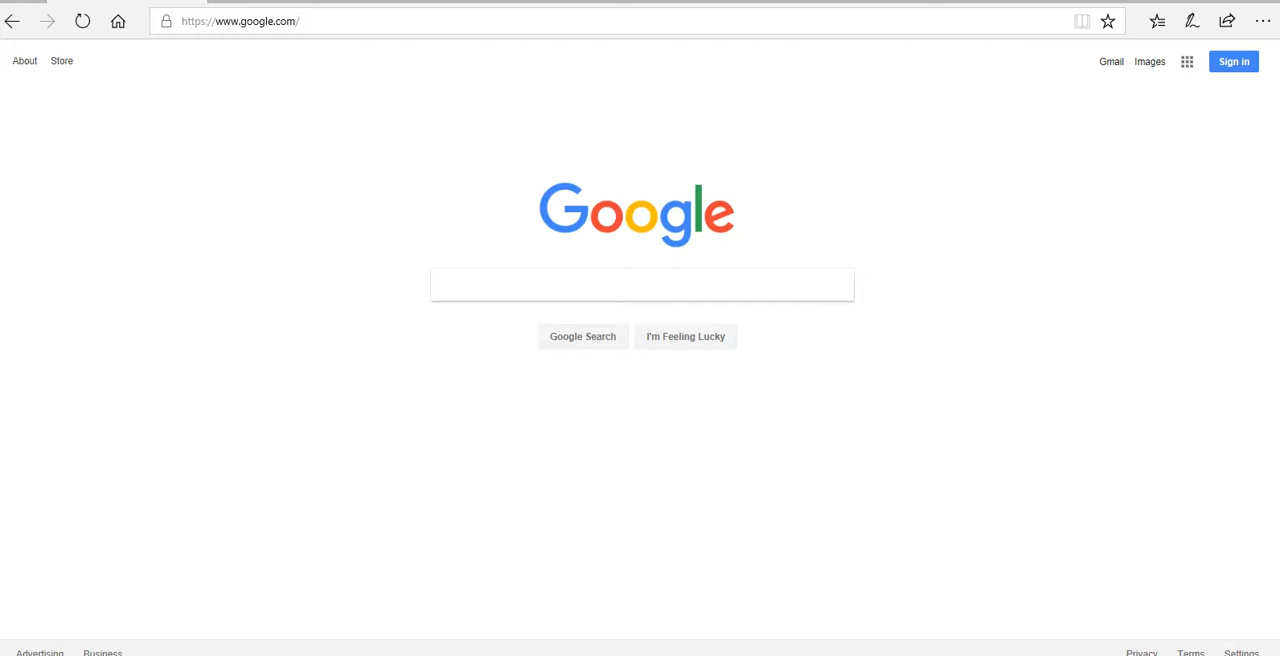 https://www.google.com/
About Store Gmail Images Sign in
Google
Google Search I'm Feeling Lucky
Advertising Business Privacy Terms Settings